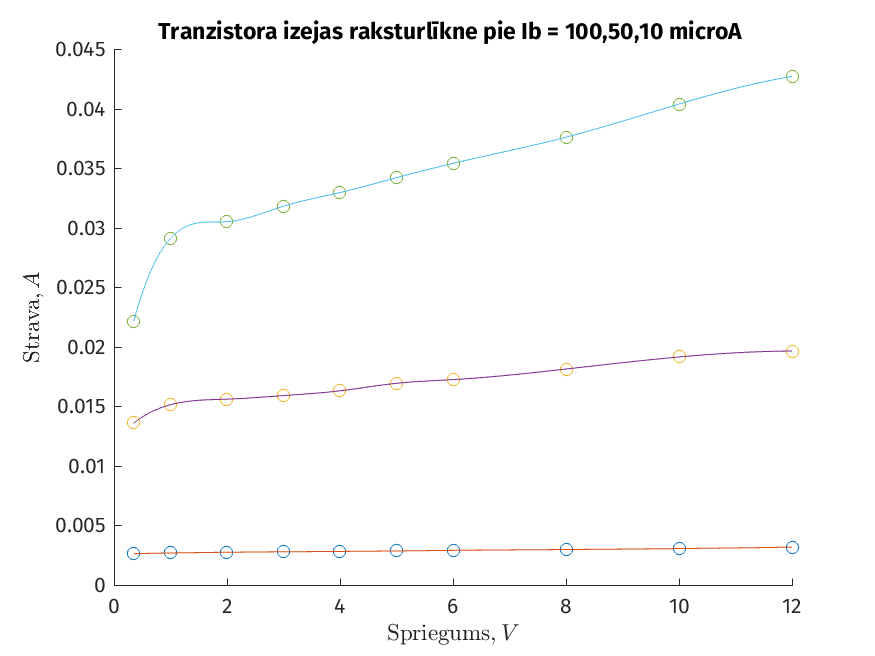 Tranzistora izejas raksturlīkne pie Ib = 100,50,10 microA
0.045
0.04
0.035
0.03
0.025
0.02
0.015
0.01
0.005
0
Strava, A
0 2 4 6 8 10 12
Spriegums, V